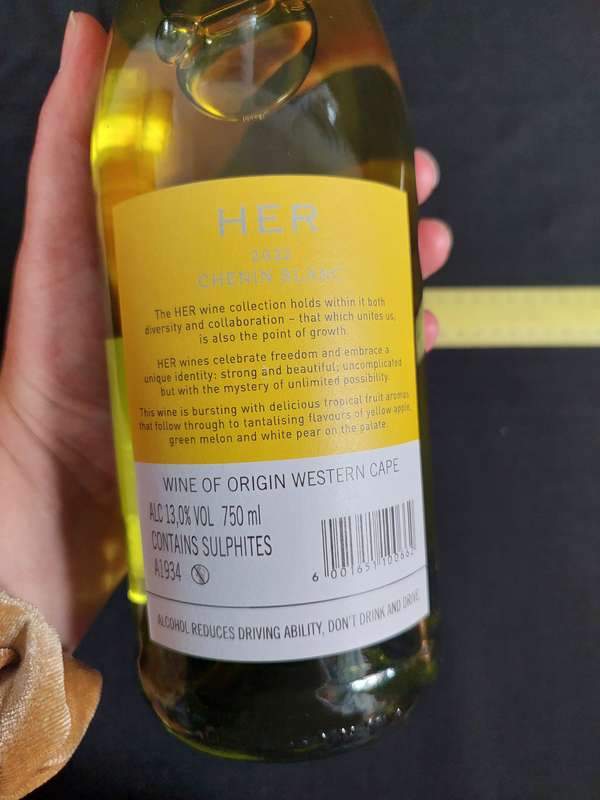 HER
2022
CHENIN BLANC
The HER wine collection holds within it both
diversity and collaboration – that which unites us,
is also the point of growth.
HER wines celebrate freedom and embrace a
unique identity: strong and beautiful; uncomplicated
but with the mystery of unlimited possibility.
This wine is bursting with delicious tropical fruit aromas
that follow through to tantalising flavours of yellow apple,
green melon and white pear on the palate.
WINE OF ORIGIN WESTERN CAPE
ALC 13,0% VOL 750 ml
CONTAINS SULPHITES
A1934
6 001651 100662
ALCOHOL REDUCES DRIVING ABILITY, DON'T DRINK AND DRIVE.